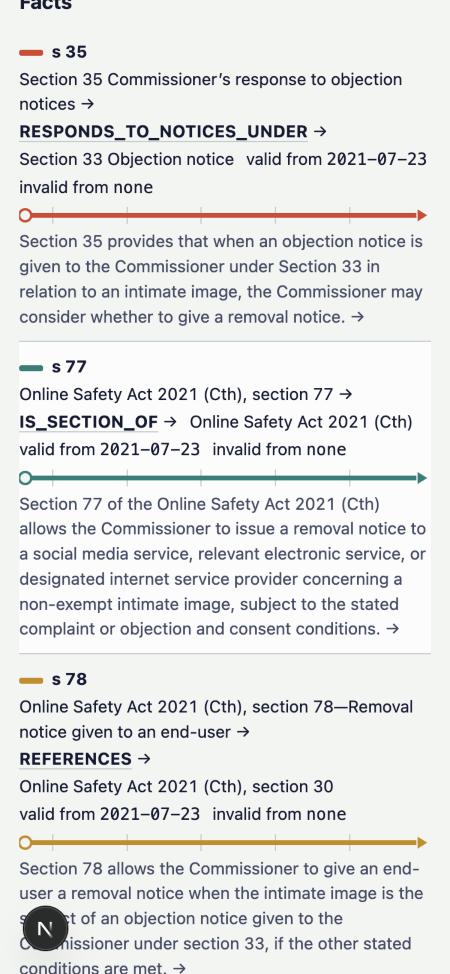 Facts
s 35
Section 35 Commissioner’s response to objection
notices →
RESPONDS_TO_NOTICES_UNDER →
Section 33 Objection notice valid from 2021–07–23
invalid from none
Section 35 provides that when an objection notice is
given to the Commissioner under Section 33 in
relation to an intimate image, the Commissioner may
consider whether to give a removal notice. →
s 77
Online Safety Act 2021 (Cth), section 77 →
IS_SECTION_OF → Online Safety Act 2021 (Cth)
valid from 2021–07–23 invalid from none
Section 77 of the Online Safety Act 2021 (Cth)
allows the Commissioner to issue a removal notice to
a social media service, relevant electronic service, or
designated internet service provider concerning a
non-exempt intimate image, subject to the stated
complaint or objection and consent conditions. →
s 78
Online Safety Act 2021 (Cth), section 78—Removal
notice given to an end-user →
REFERENCES →
Online Safety Act 2021 (Cth), section 30
valid from 2021–07–23 invalid from none
Section 78 allows the Commissioner to give an end-
user a removal notice when the intimate image is the
subject of an objection notice given to the
Commissioner under section 33, if the other stated
conditions are met. →
N